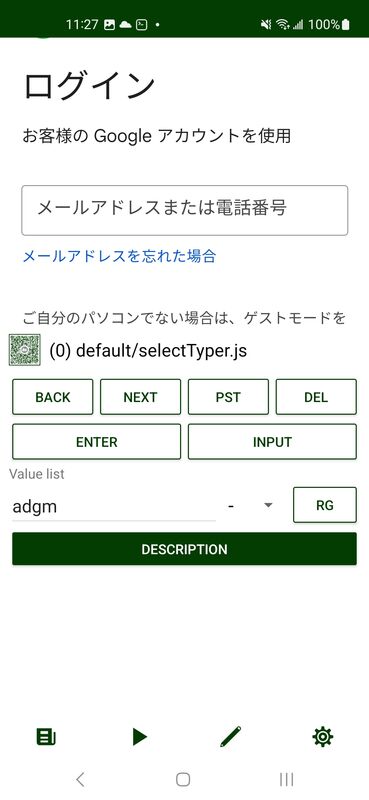 11:27 100%
ログイン
お客様の Google アカウントを使用
メールアドレスまたは電話番号
メールアドレスを忘れた場合
ご自分のパソコンでない場合は、ゲストモードを
(0) default/selectTyper.js
BACK NEXT PST DEL
ENTER INPUT
Value list
adgm - RG
DESCRIPTION